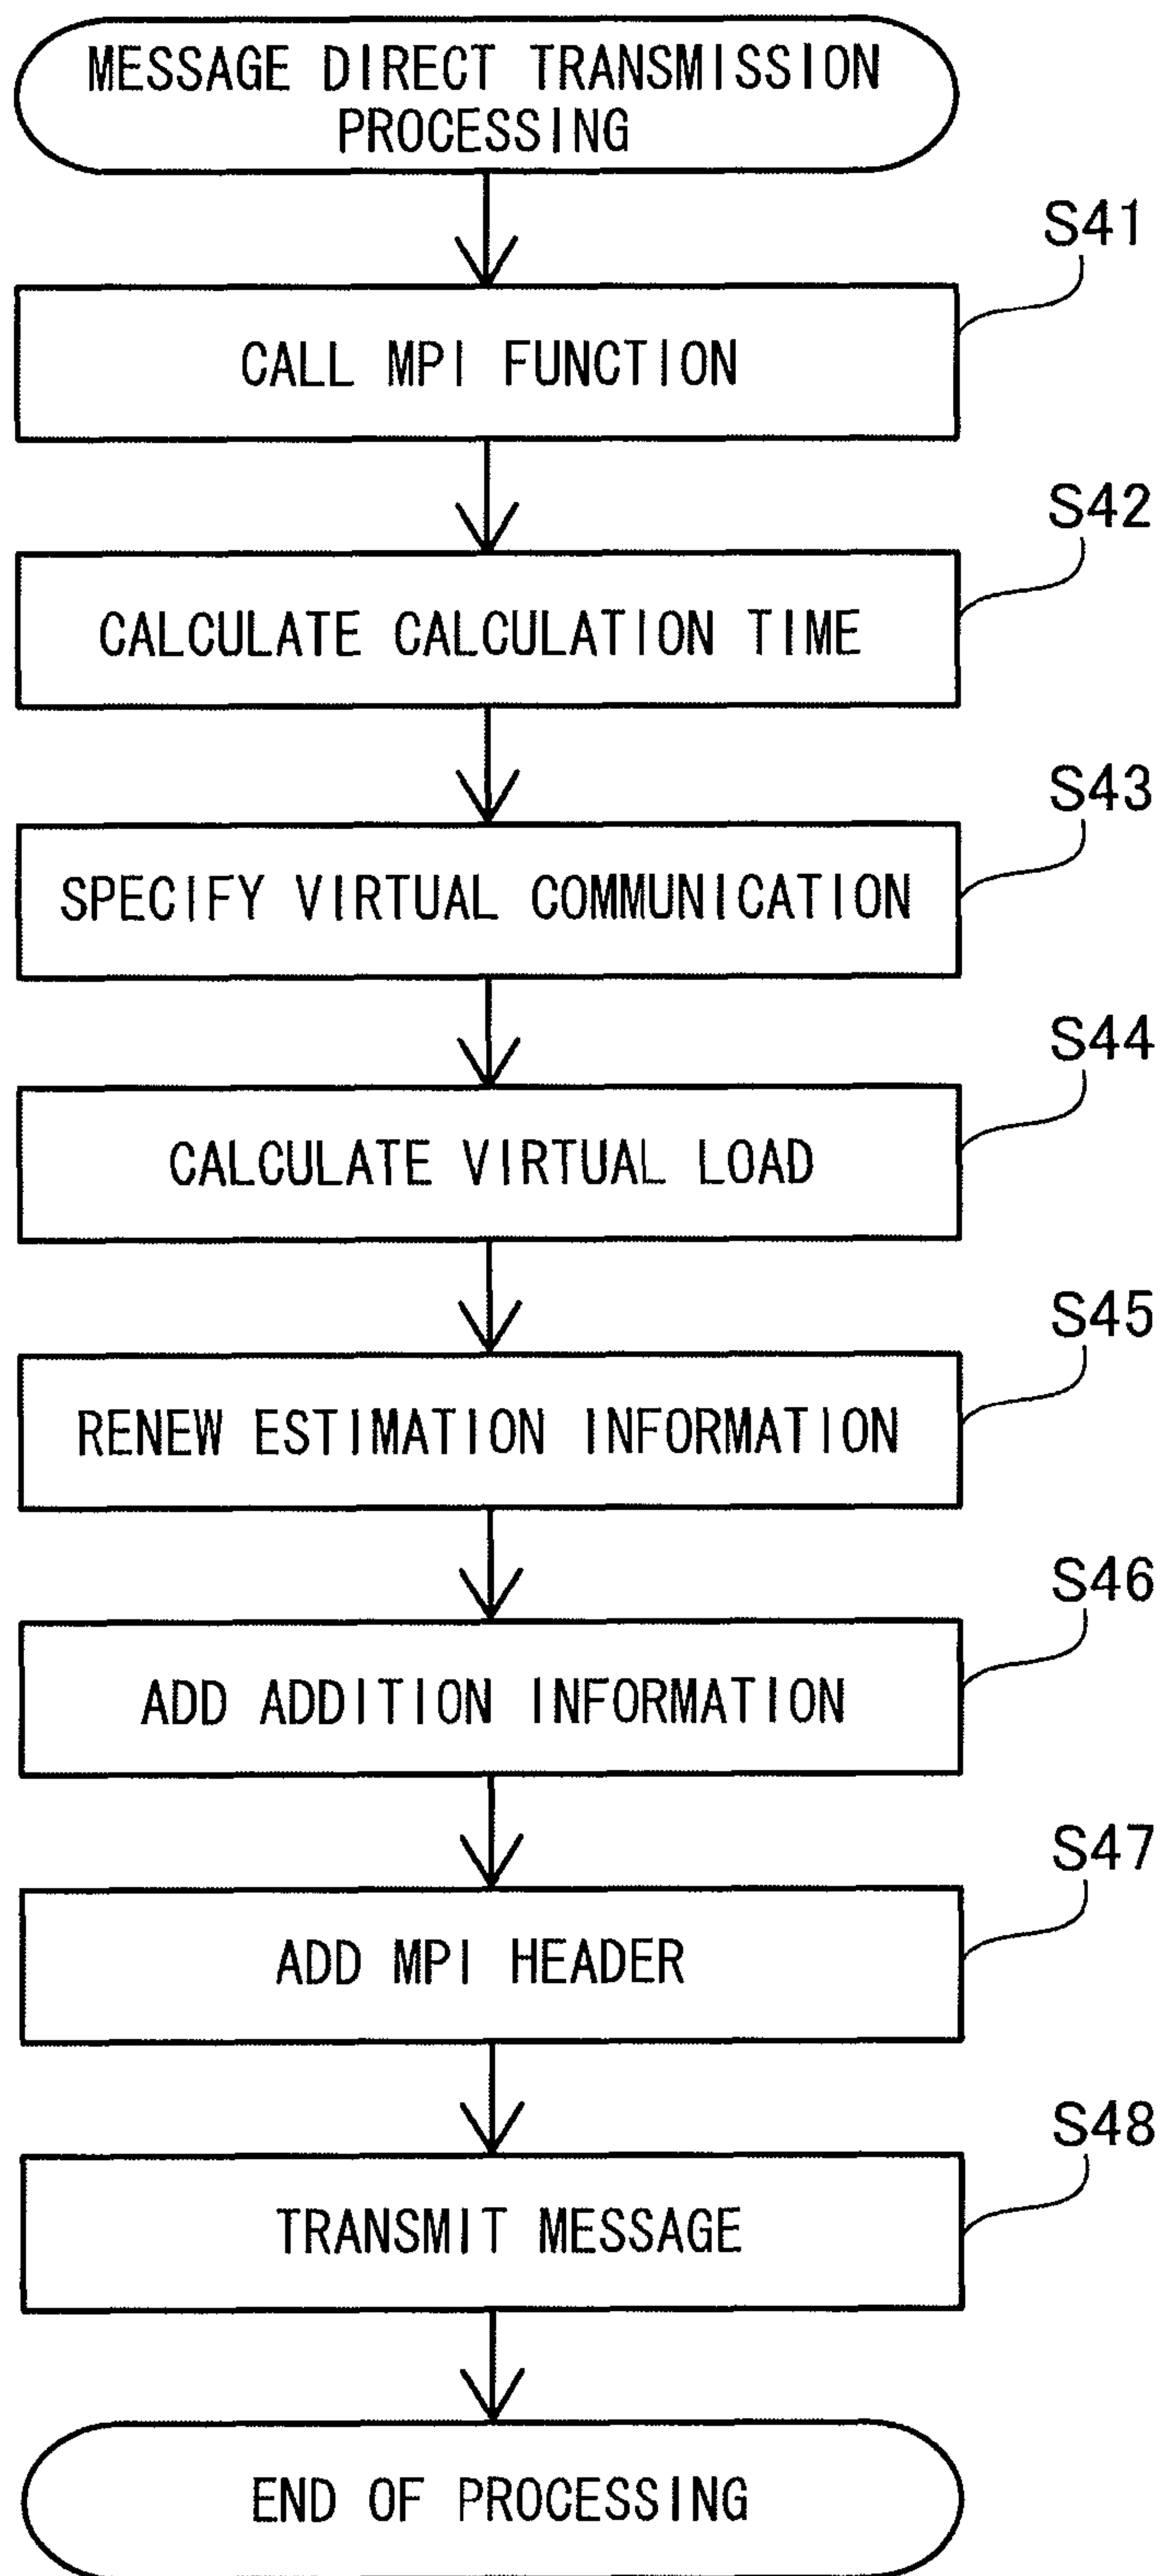 MESSAGE DIRECT TRANSMISSION
PROCESSING
S41
CALL MPI FUNCTION
S42
CALCULATE CALCULATION TIME
S43
SPECIFY VIRTUAL COMMUNICATION
S44
CALCULATE VIRTUAL LOAD
S45
RENEW ESTIMATION INFORMATION
S46
ADD ADDITION INFORMATION
S47
ADD MPI HEADER
S48
TRANSMIT MESSAGE
END OF PROCESSING